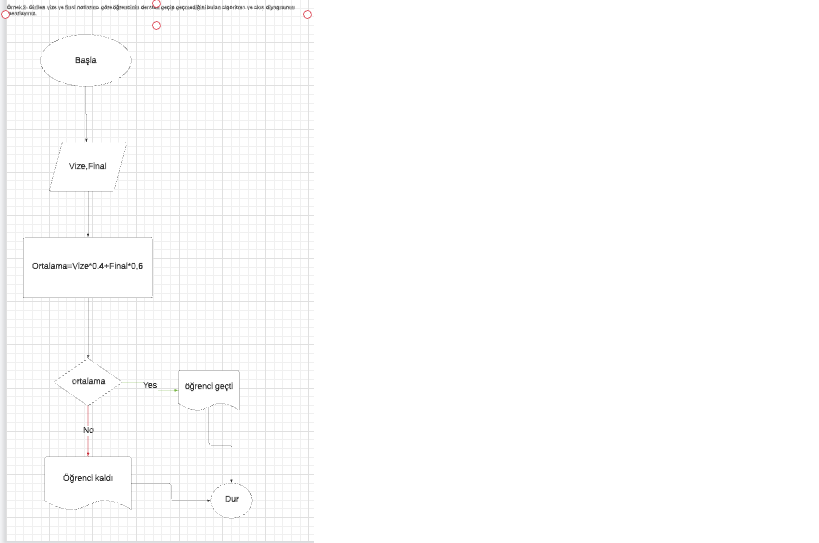 Örnek 3- Girilen vize ve final notlarına göre öğrencinin dersten geçip geçmediğini bulan algoritma ve akış diyagramını
Başla
Vize,Final
Ortalama=Vize*0.4+Final*0,6
ortalama
Yes
öğrenci geçti
No
Öğrenci kaldı
Dur